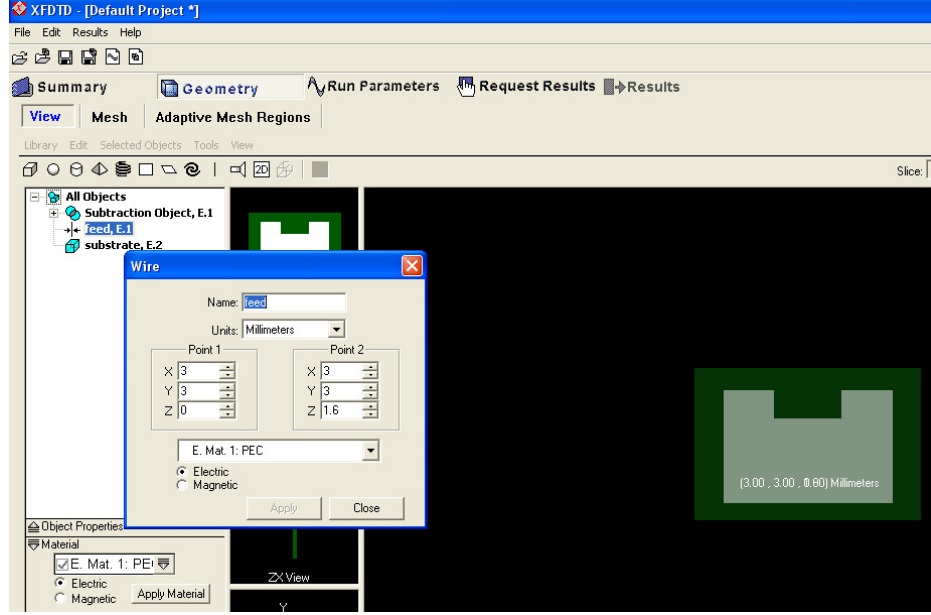 XFDTD - [Default Project *]
File Edit Results Help
Summary Geometry Run Parameters Request Results Results
View Mesh Adaptive Mesh Regions
Library Edit Selected Objects Tools View
2D Slice:
All Objects
Subtraction Object, E.1
feed, E.1
substrate, E.2
Wire
Name: feed
Units: Millimeters
Point 1 Point 2
X 3 X 3
Y 3 Y 3
Z 0 Z 1.6
E. Mat. 1: PEC
Electric
Magnetic
Apply Close
(3.00 , 3.00 , 0.80) Millimeters
Object Properties
Material
E. Mat. 1: PE
Electric
Magnetic Apply Material
ZX View
Y